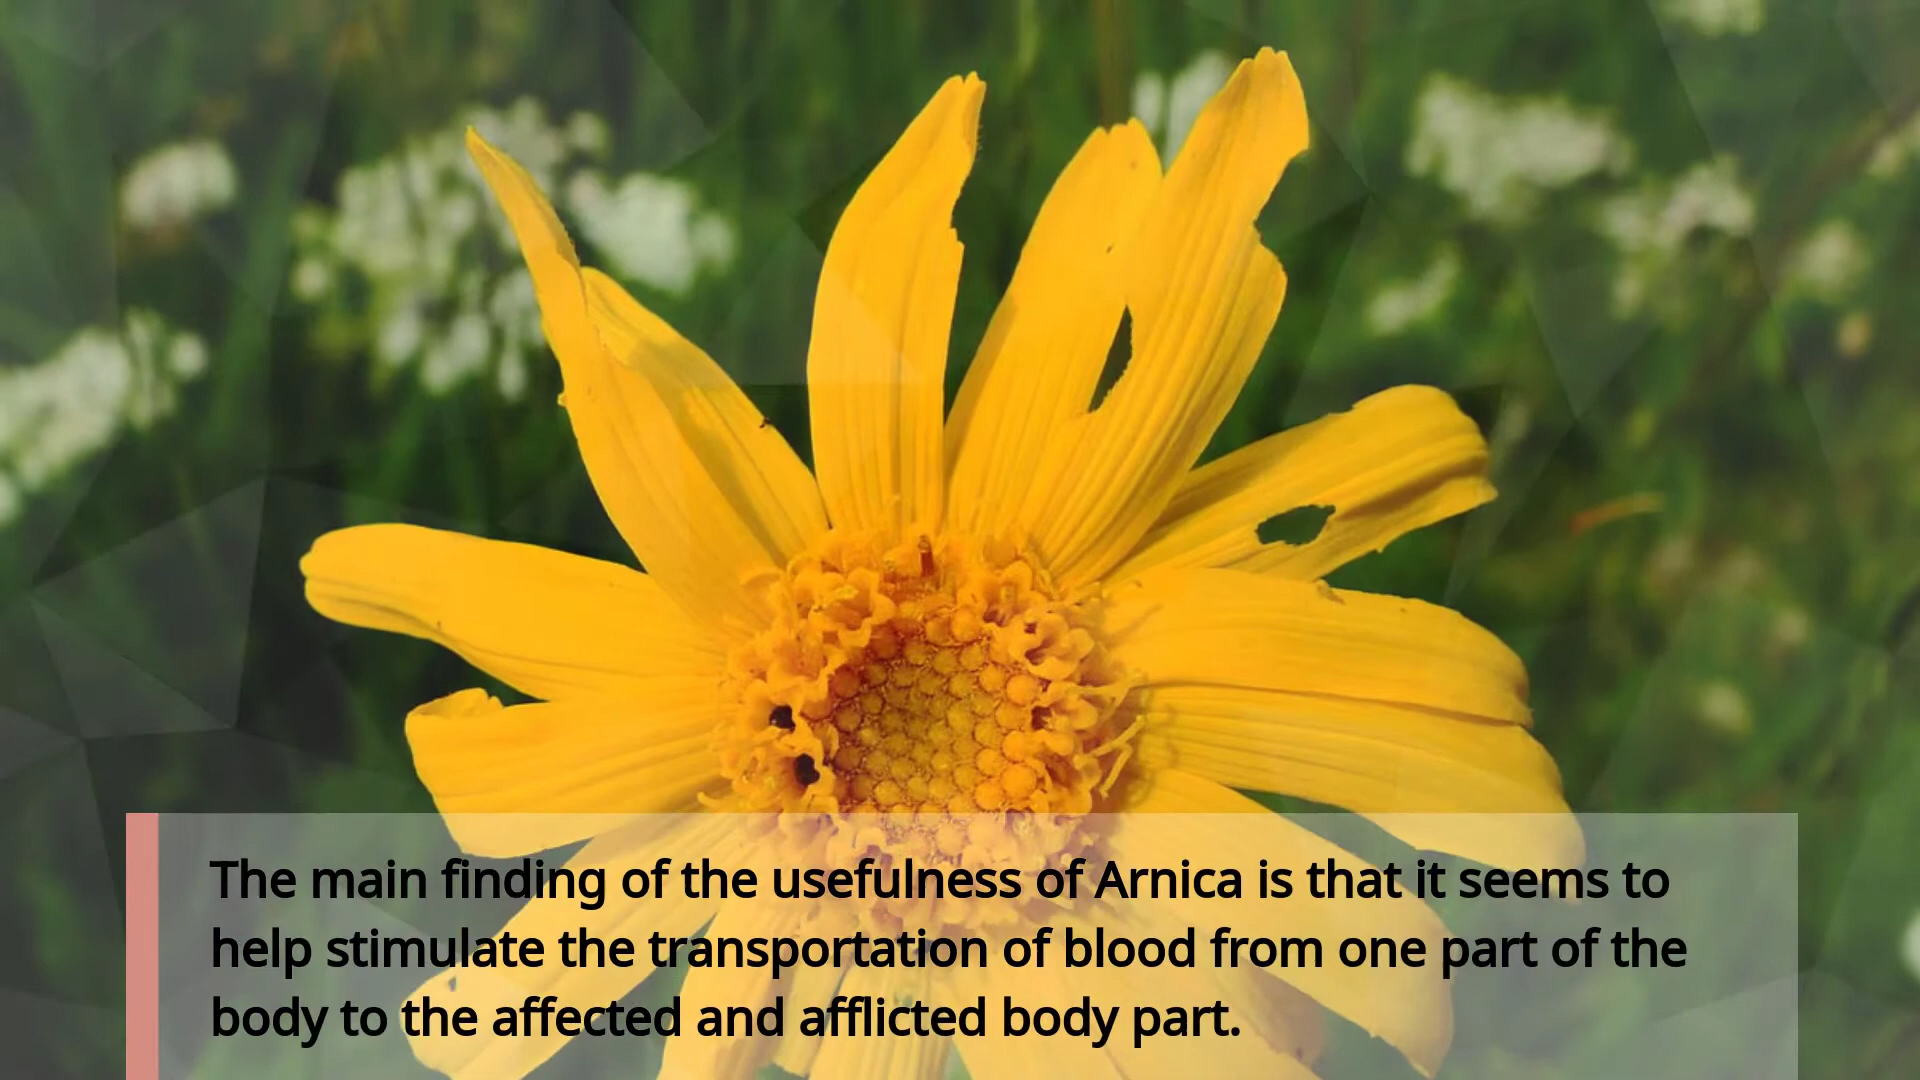 The main finding of the usefulness of Arnica is that it seems to
help stimulate the transportation of blood from one part of the
body to the affected and afflicted body part.